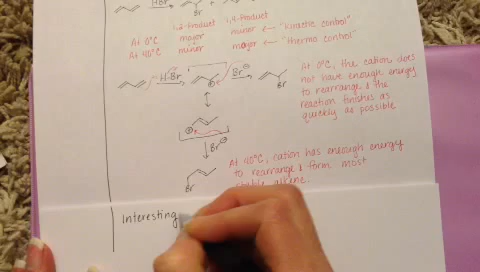 HBr
Br
1,2-Product 1,4-Product
At 0°C major minor ← "kinetic control"
At 40°C minor major ← "thermo control"
H-Br Br⊖ Br
At 0°C, the cation does
not have enough energy
to rearrange & the
reaction finishes as
quickly as possible
Br⊖
At 40°C, cation has enough energy
to rearrange & form most
stable alkene.
Br
Interesting